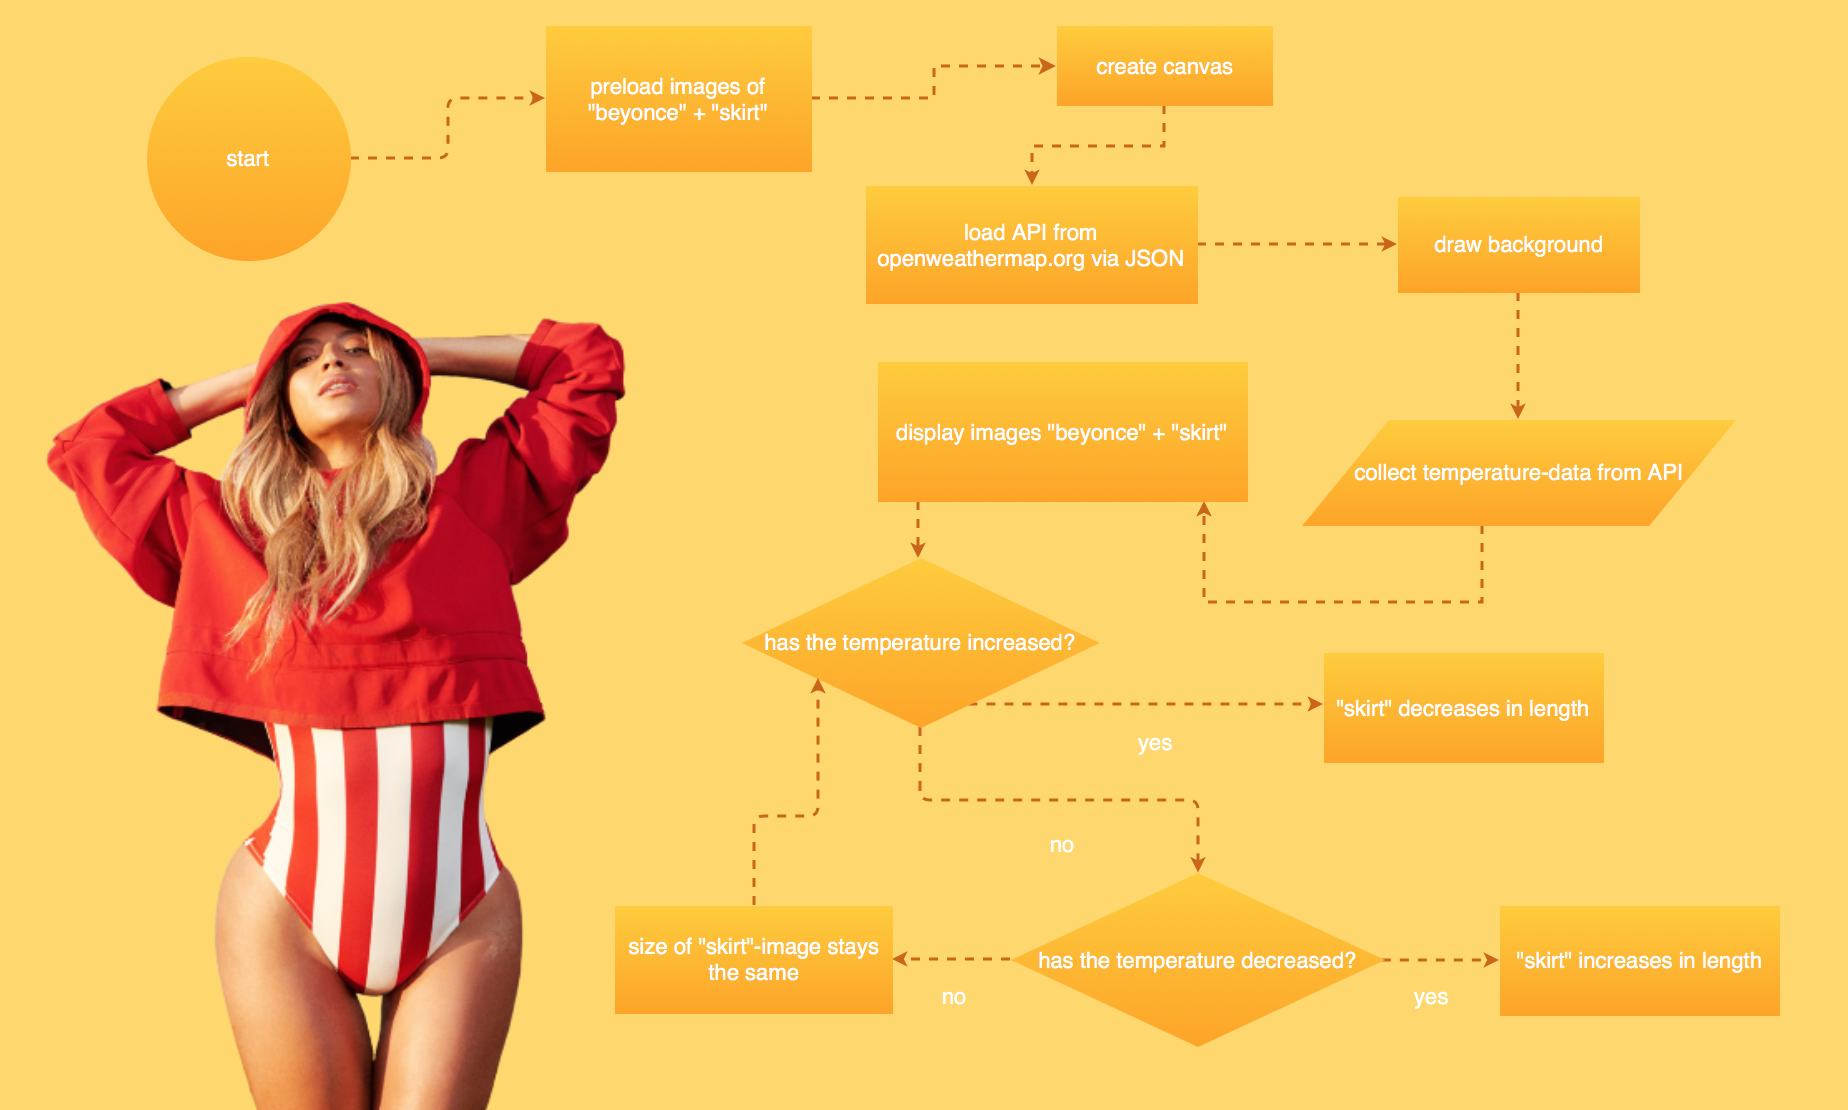 start
preload images of
"beyonce" + "skirt"
create canvas
load API from
openweathermap.org via JSON
draw background
collect temperature-data from API
display images "beyonce" + "skirt"
has the temperature increased?
yes
"skirt" decreases in length
no
has the temperature decreased?
yes
"skirt" increases in length
no
size of "skirt"-image stays
the same